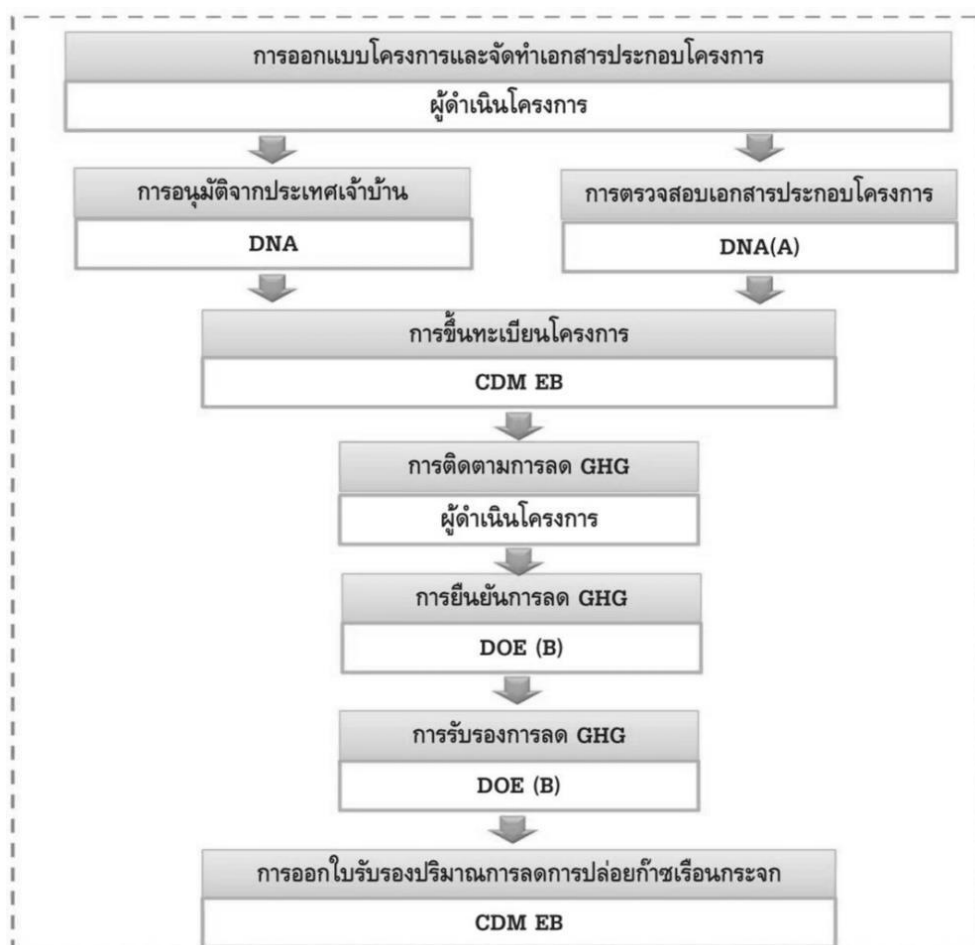 การออกแบบโครงการและจัดทำเอกสารประกอบโครงการ
ผู้ดำเนินโครงการ
การอนุมัติจากประเทศเจ้าบ้าน
DNA
การตรวจสอบเอกสารประกอบโครงการ
DNA(A)
การขึ้นทะเบียนโครงการ
CDM EB
การติดตามการลด GHG
ผู้ดำเนินโครงการ
การยืนยันการลด GHG
DOE (B)
การรับรองการลด GHG
DOE (B)
การออกใบรับรองปริมาณการลดการปล่อยก๊าซเรือนกระจก
CDM EB